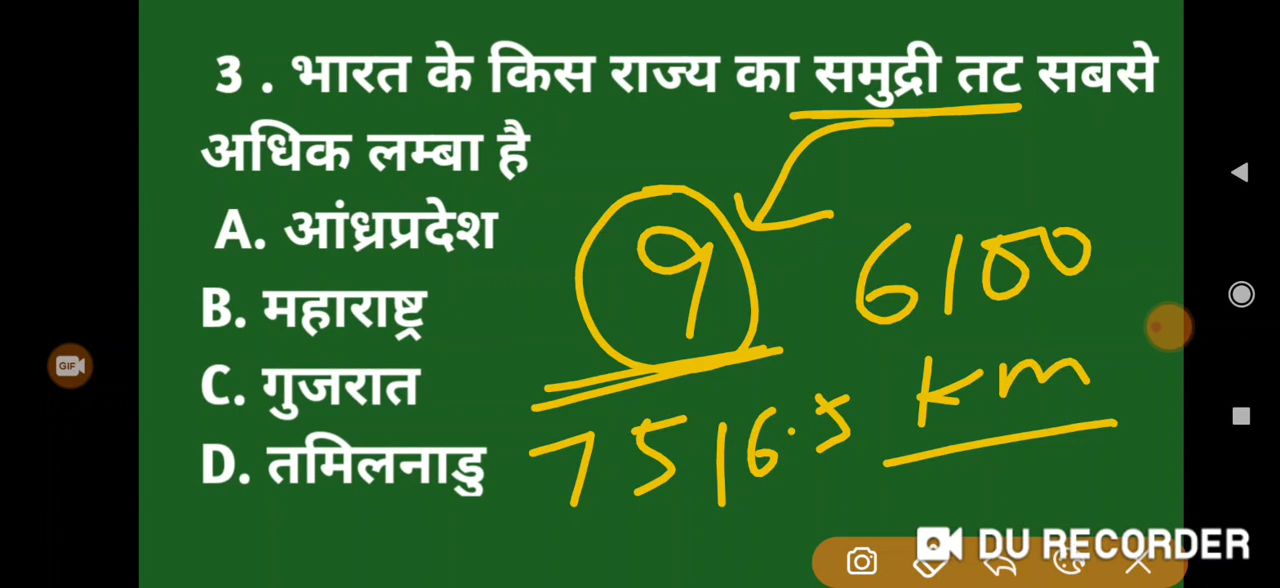 3 . भारत के किस राज्य का समुद्री तट सबसे
अधिक लम्बा है
A. आंध्रप्रदेश
B. महाराष्ट्र
C. गुजरात
D. तमिलनाडु
9
6100
km
7516.5
GIF
DU RECORDER